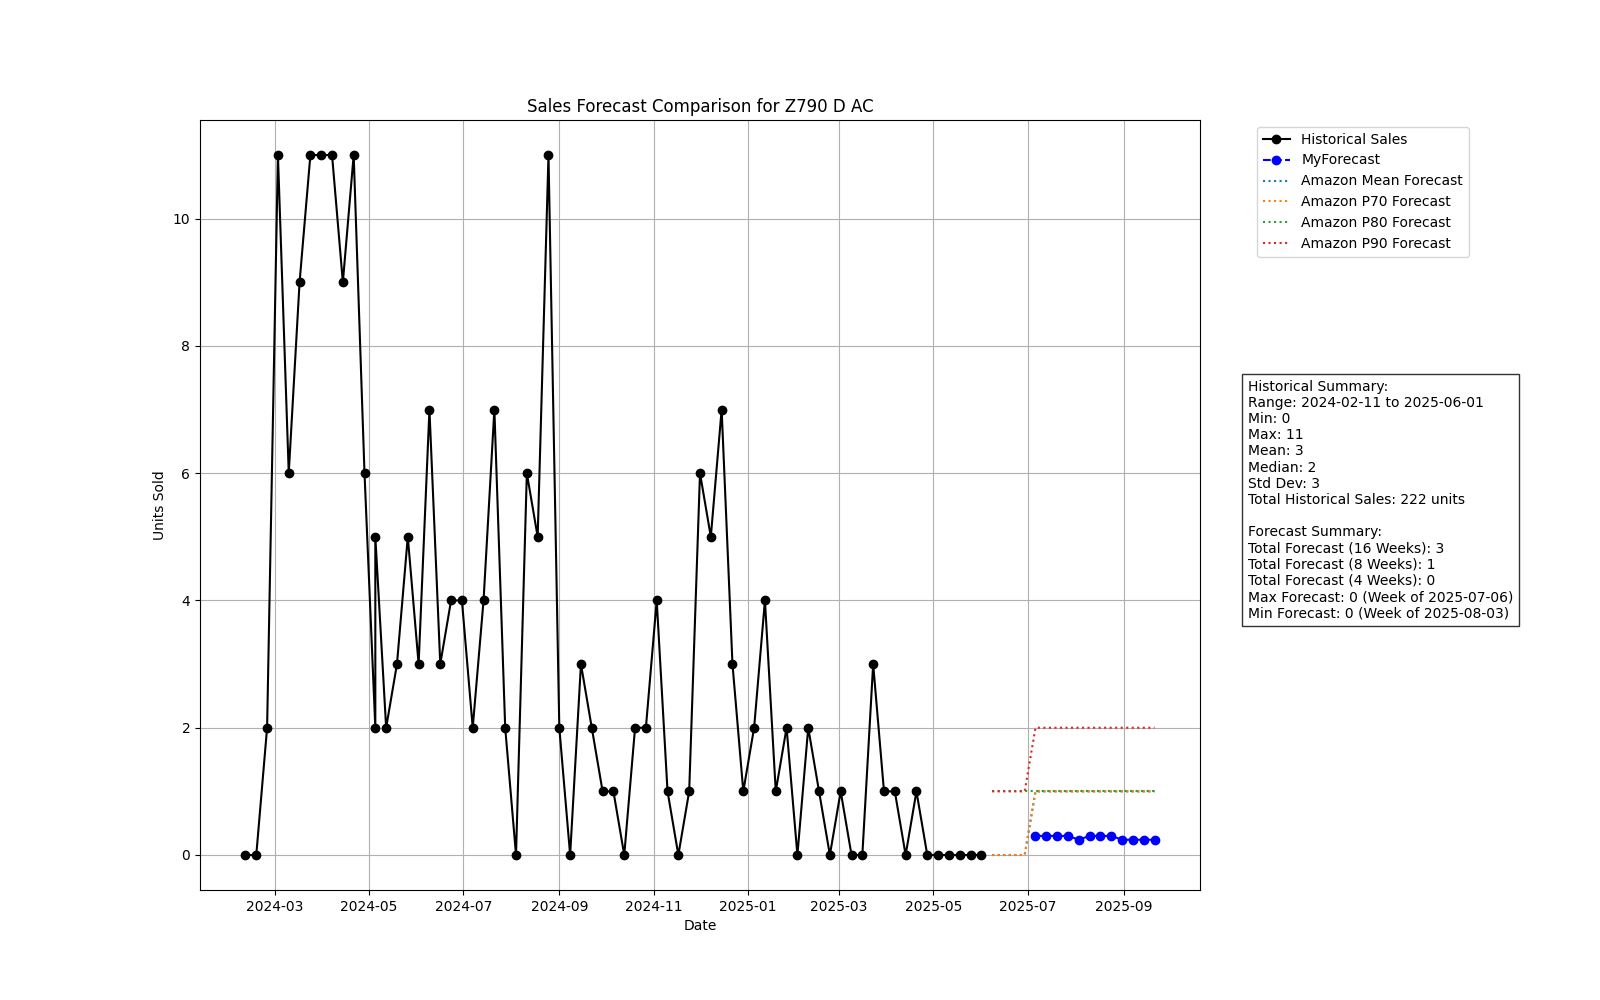 Sales Forecast Comparison for Z790 D AC
Units Sold
10
8
6
4
2
0
2024-03 2024-05 2024-07 2024-09 2024-11 2025-01 2025-03 2025-05 2025-07 2025-09
Date
Historical Sales
MyForecast
Amazon Mean Forecast
Amazon P70 Forecast
Amazon P80 Forecast
Amazon P90 Forecast
Historical Summary:
Range: 2024-02-11 to 2025-06-01
Min: 0
Max: 11
Mean: 3
Median: 2
Std Dev: 3
Total Historical Sales: 222 units
Forecast Summary:
Total Forecast (16 Weeks): 3
Total Forecast (8 Weeks): 1
Total Forecast (4 Weeks): 0
Max Forecast: 0 (Week of 2025-07-06)
Min Forecast: 0 (Week of 2025-08-03)